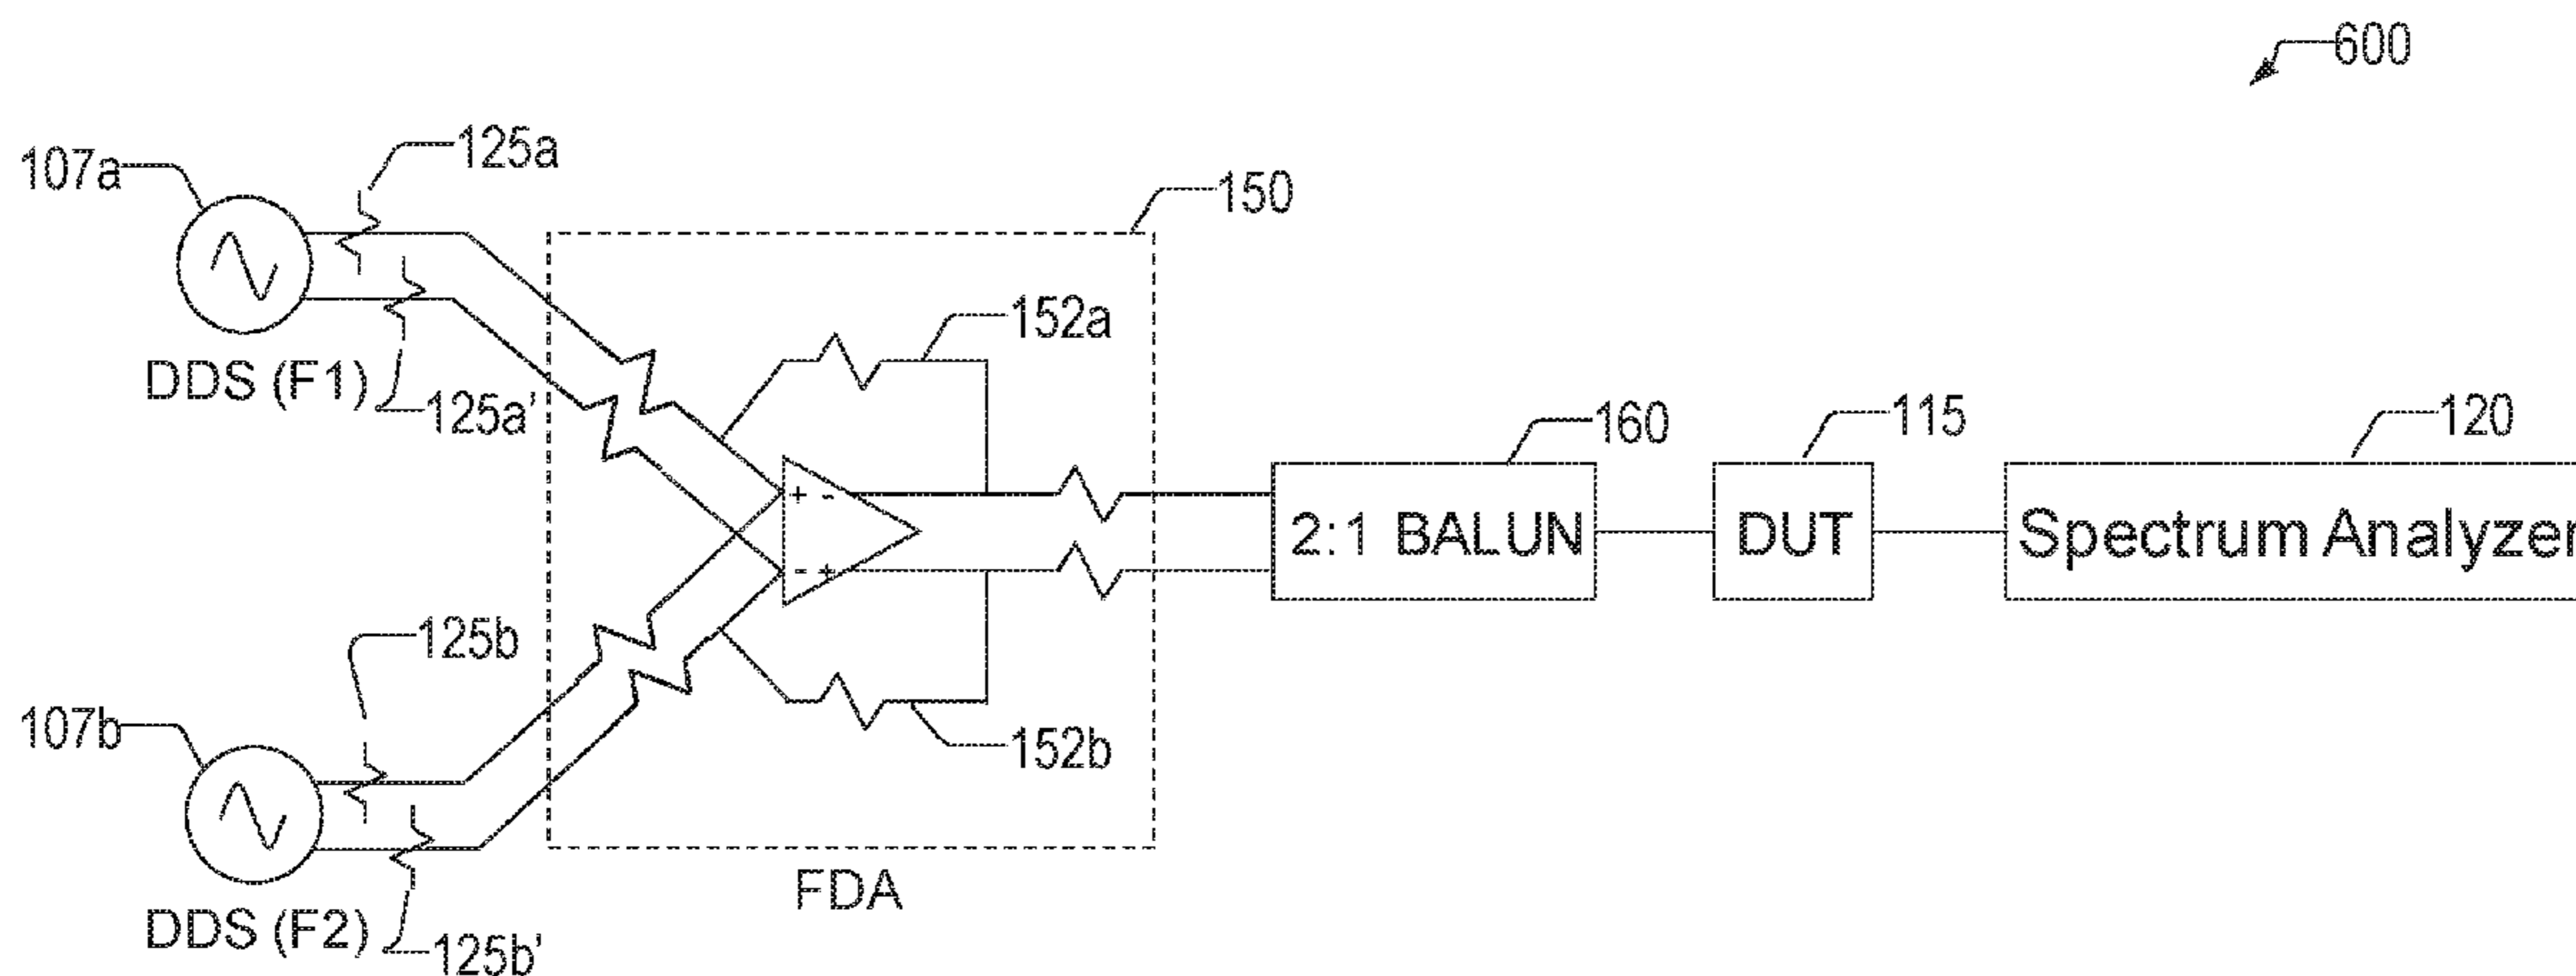 600
125a
107a
150
152a
DDS (F1)
125a'
160
115
120
+ -
- +
2:1 BALUN
DUT
Spectrum Analyzer
125b
107b
152b
FDA
DDS (F2)
125b'